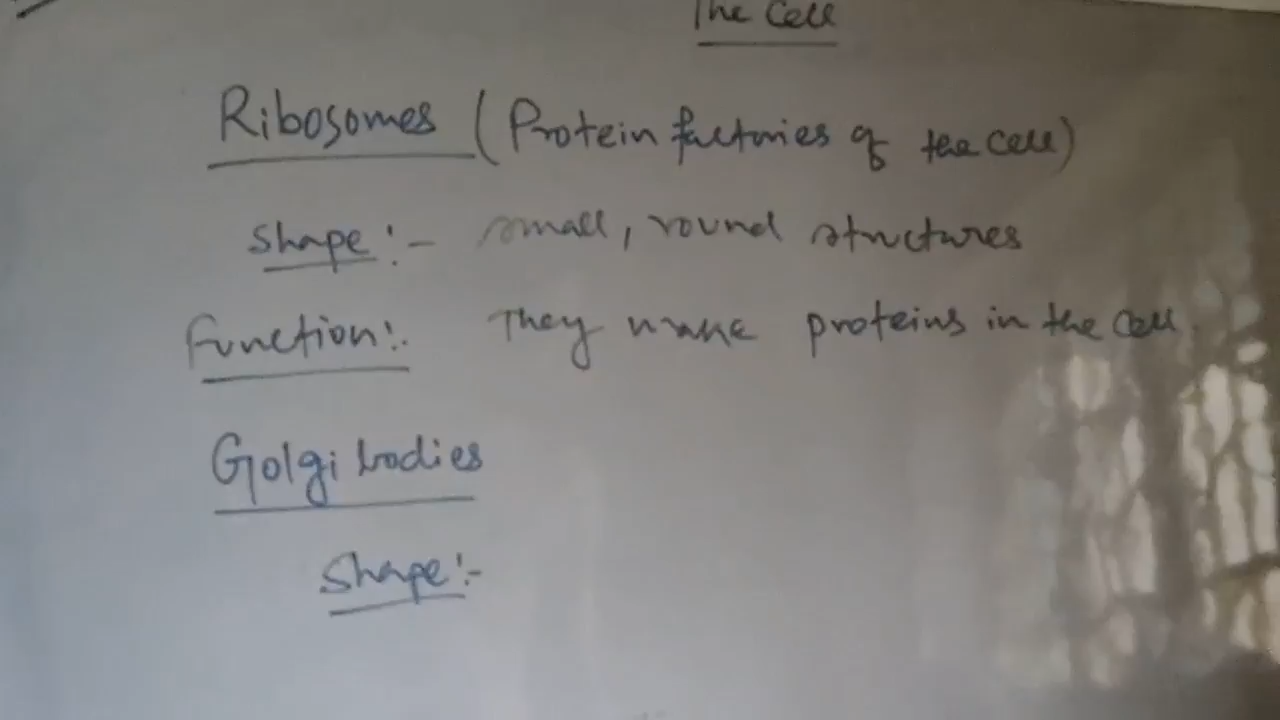 The Cell
Ribosomes (Protein factories of the cell)
Shape :- small, round structures
Function :- They make proteins in the cell.
Golgi bodies
Shape :-